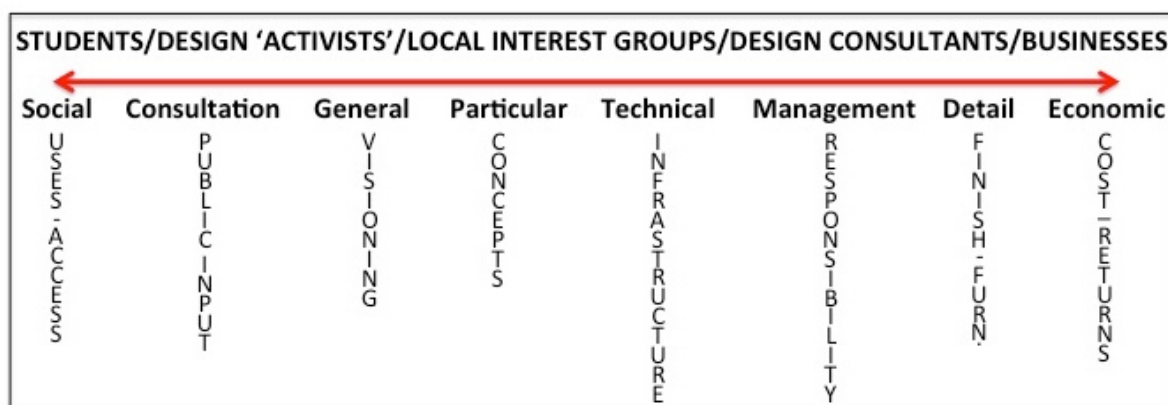 STUDENTS/DESIGN ‘ACTIVISTS’/LOCAL INTEREST GROUPS/DESIGN CONSULTANTS/BUSINESSES
Social Consultation General Particular Technical Management Detail Economic
USES-ACCESS
PUBLIC INPUT
VISIONING
CONCEPTS
INFRASTRUCTURE
RESPONSIBILITY
FINISH-FURN.
COST–RETURNS